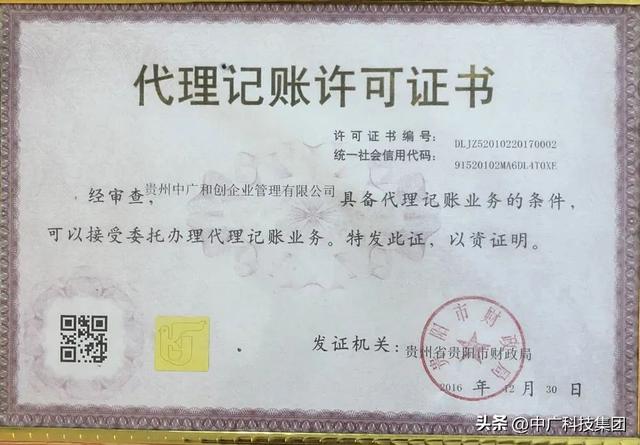 代理记账许可证书
许可证书编号: DLJZ52010220170002
统一社会信用代码: 91520102MA6DL4T0XE
经审查, 贵州中广和创企业管理有限公司 具备代理记账业务的条件,
可以接受委托办理代理记账业务。特发此证, 以资证明。
发证机关: 贵州省贵阳市财政局
贵阳市财政局
2016 年 12 月 30 日
头条 @中广科技集团